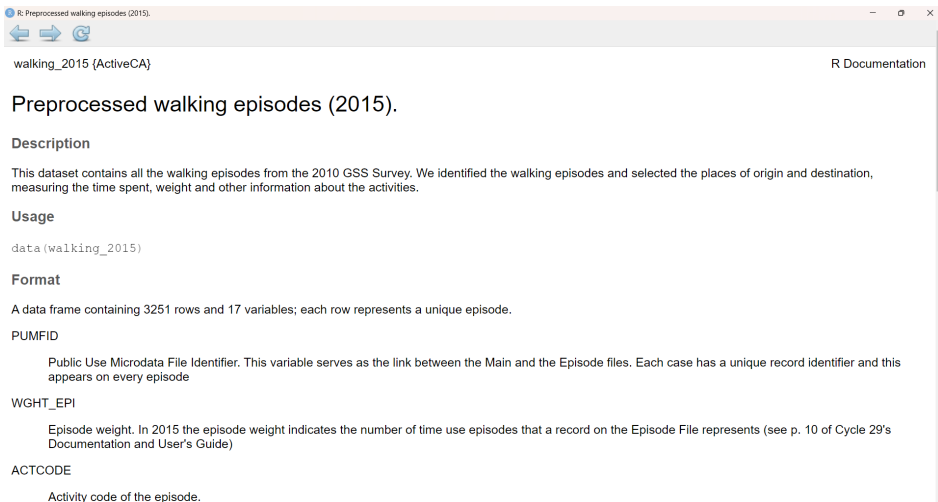 R: Preprocessed walking episodes (2015).
walking_2015 {ActiveCA}
R Documentation
Preprocessed walking episodes (2015).
Description
This dataset contains all the walking episodes from the 2010 GSS Survey. We identified the walking episodes and selected the places of origin and destination,
measuring the time spent, weight and other information about the activities.
Usage
data(walking_2015)
Format
A data frame containing 3251 rows and 17 variables; each row represents a unique episode.
PUMFID
Public Use Microdata File Identifier. This variable serves as the link between the Main and the Episode files. Each case has a unique record identifier and this
appears on every episode
WGHT_EPI
Episode weight. In 2015 the episode weight indicates the number of time use episodes that a record on the Episode File represents (see p. 10 of Cycle 29's
Documentation and User's Guide)
ACTCODE
Activity code of the episode.